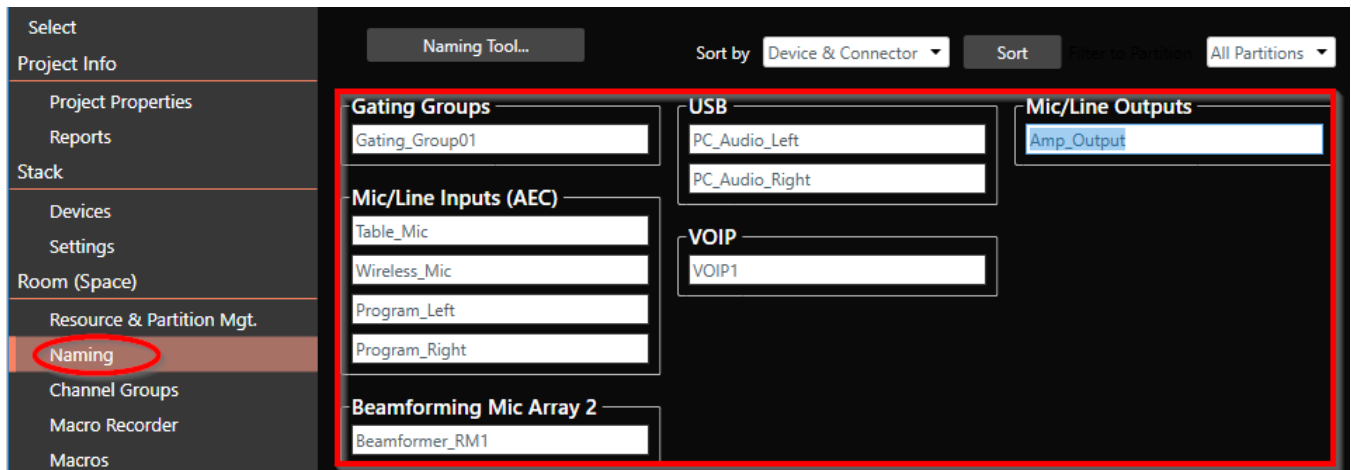 Select
Project Info
Project Properties
Reports
Stack
Devices
Settings
Room (Space)
Resource & Partition Mgt.
Naming
Channel Groups
Macro Recorder
Macros
Naming Tool...
Sort by
Device & Connector
Sort
Filter to Partition
All Partitions
Gating Groups
Gating_Group01
Mic/Line Inputs (AEC)
Table_Mic
Wireless_Mic
Program_Left
Program_Right
Beamforming Mic Array 2
Beamformer_RM1
USB
PC_Audio_Left
PC_Audio_Right
VOIP
VOIP1
Mic/Line Outputs
Amp_Output